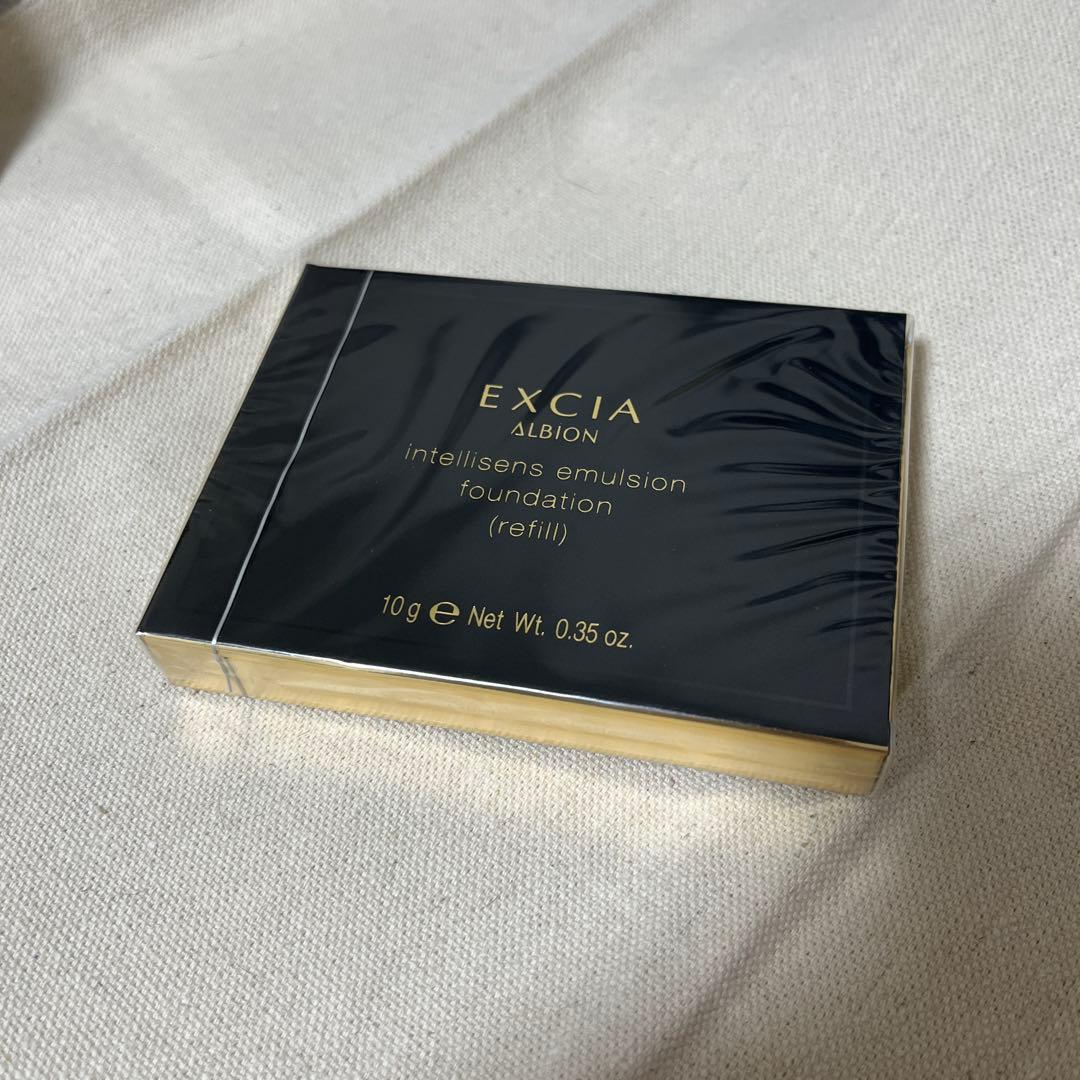 EXCIA
ALBION
intellisens emulsion
foundation
(refill)
10 g ℮ Net Wt. 0.35 oz.